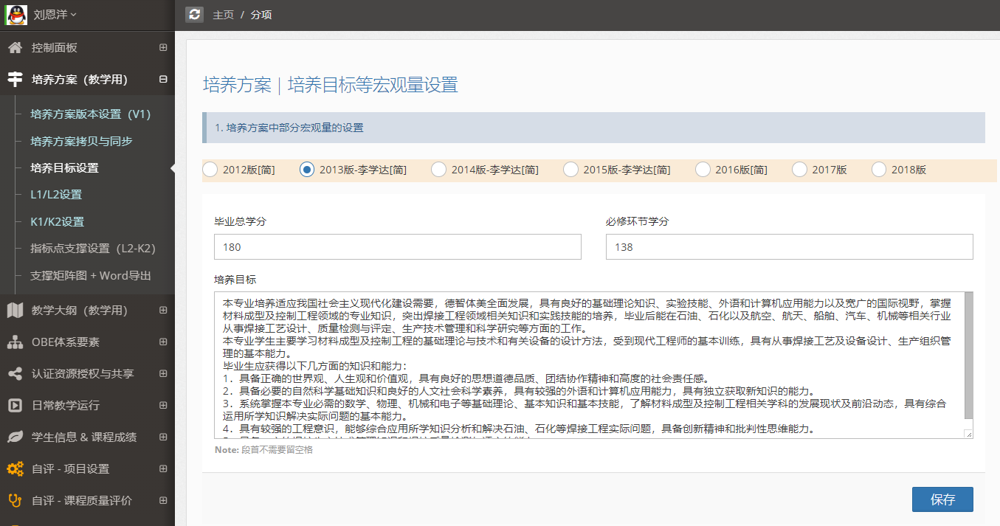 刘恩洋
主页 / 分项
控制面板
培养方案（教学用）
培养方案版本设置（V1）
培养方案拷贝与同步
培养目标设置
L1/L2设置
K1/K2设置
指标点支撑设置（L2-K2）
支撑矩阵图 + Word导出
教学大纲（教学用）
OBE体系要素
认证资源授权与共享
日常教学运行
学生信息 & 课程成绩
自评 - 项目设置
自评 - 课程质量评价
培养方案｜培养目标等宏观量设置
1. 培养方案中部分宏观量的设置
2012版[简] 2013版-李学达[简] 2014版-李学达[简] 2015版-李学达[简] 2016版[简] 2017版 2018版
毕业总学分 必修环节学分
180 138
培养目标
本专业培养适应我国社会主义现代化建设需要，德智体美全面发展，具有良好的基础理论知识、实验技能、外语和计算机应用能力以及宽广的国际视野，掌握
材料成型及控制工程领域的专业知识，突出焊接工程领域相关知识和实践技能的培养，毕业后能在石油、石化以及航空、航天、船舶、汽车、机械等相关行业
从事焊接工艺设计、质量检测与评定、生产技术管理和科学研究等方面的工作。
本专业学生主要学习材料成型及控制工程的基础理论与技术和有关设备的设计方法，受到现代工程师的基本训练，具有从事焊接工艺及设备设计、生产组织管
理的基本能力。
毕业生应获得以下几方面的知识和能力：
1．具备正确的世界观、人生观和价值观，具有良好的思想道德品质、团结协作精神和高度的社会责任感。
2．具备必要的自然科学基础知识和良好的人文社会科学素养，具有较强的外语和计算机应用能力，具有独立获取新知识的能力。
3．系统掌握本专业必需的数学、物理、机械和电子等基础理论、基本知识和基本技能，了解材料成型及控制工程相关学科的发展现状及前沿动态，具有综合
运用所学知识解决实际问题的基本能力。
4．具有较强的工程意识，能够综合应用所学知识分析和解决石油、石化等焊接工程实际问题，具备创新精神和批判性思维能力。
Note: 段首不需要留空格
保存